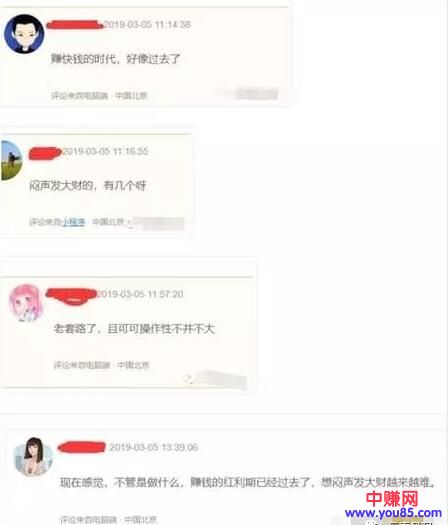 2019-03-05 11:14:38
赚快钱的时代，好像过去了
评论来自电脑端 · 中国北京
2019-03-05 11:16:55
闷声发大财的，有几个呀
评论来自小程序 · 中国北京
2019-03-05 11:57:20
老套路了，且可可操作性不并不大
评论来自电脑端 · 中国北京
2019-03-05 13:39:06
现在感觉，不管是做什么，赚钱的红利期已经过去了，想闷声发大财越来越难。
评论来自电脑端 · 中国北京
中赚网
www.you85.com